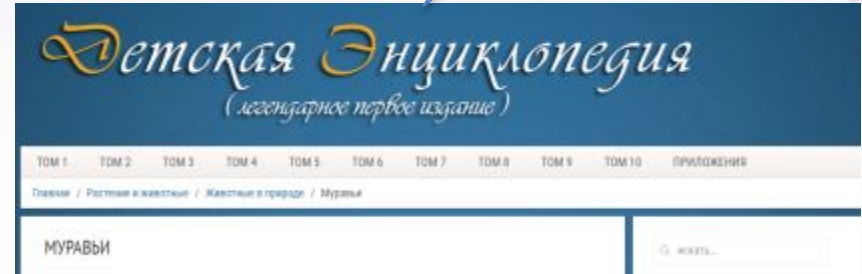 Детская Энциклопедия
( легендарное первое издание )
ТОМ 1 ТОМ 2 ТОМ 3 ТОМ 4 ТОМ 5 ТОМ 6 ТОМ 7 ТОМ 8 ТОМ 9 ТОМ 10 ПРИЛОЖЕНИЯ
Главная / Растения и животные / Животные в природе / Муравьи
МУРАВЬИ
искать...